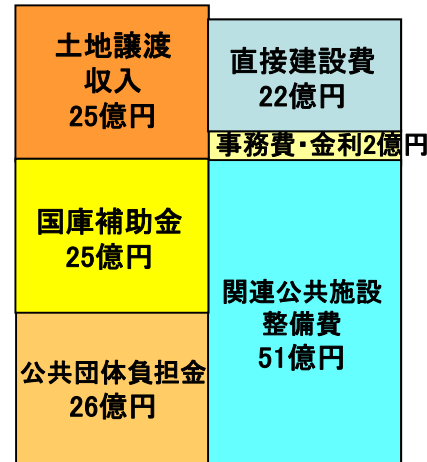 土地譲渡
収入
25億円
国庫補助金
25億円
公共団体負担金
26億円
直接建設費
22億円
事務費・金利2億円
関連公共施設
整備費
51億円